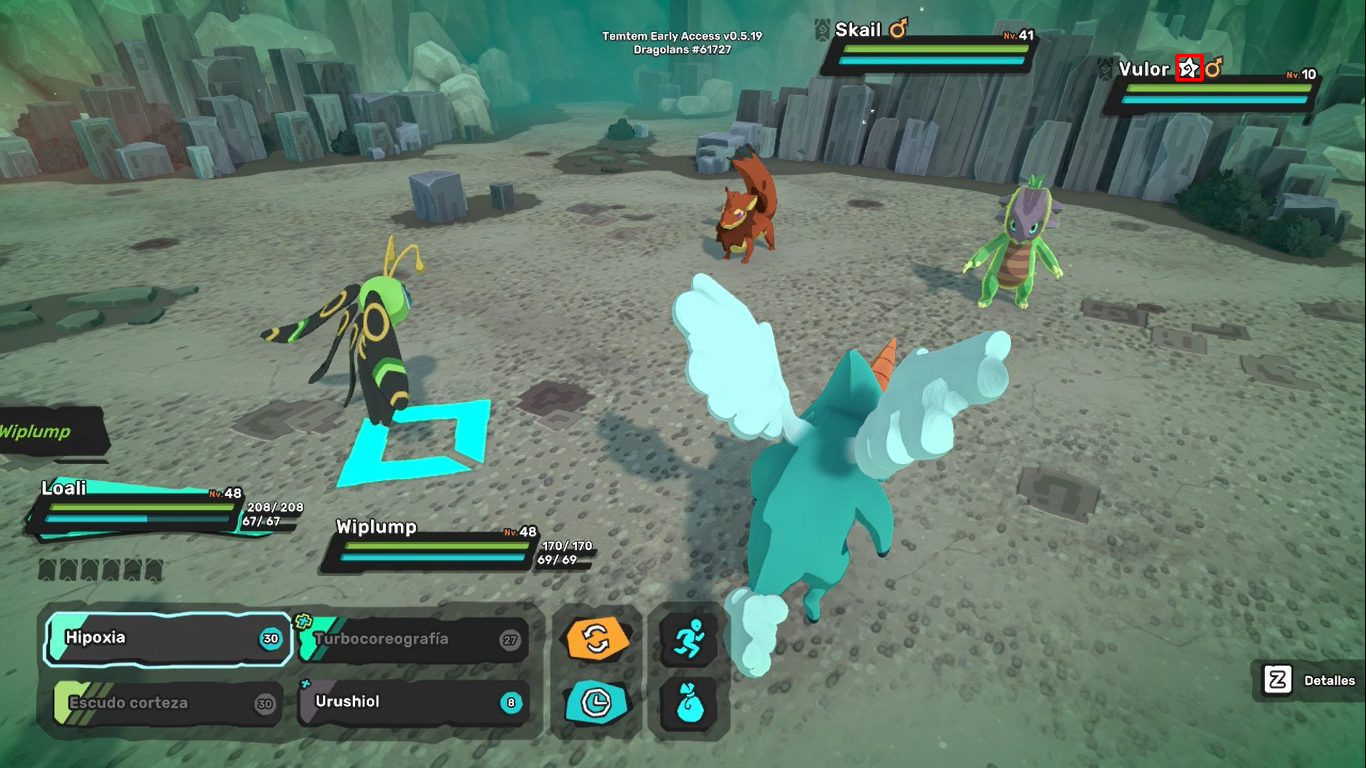 Temtem Early Access v0.5.19
Dragolans #61727
Skail
Nv. 41
Vulor
Nv. 10
Wiplump
Loali
Nv. 48
208/208
67/67
Wiplump
Nv. 48
170/170
69/69
Hipoxia
30
Turbocoreografía
27
Escudo corteza
30
Urushiol
8
Z
Detalles